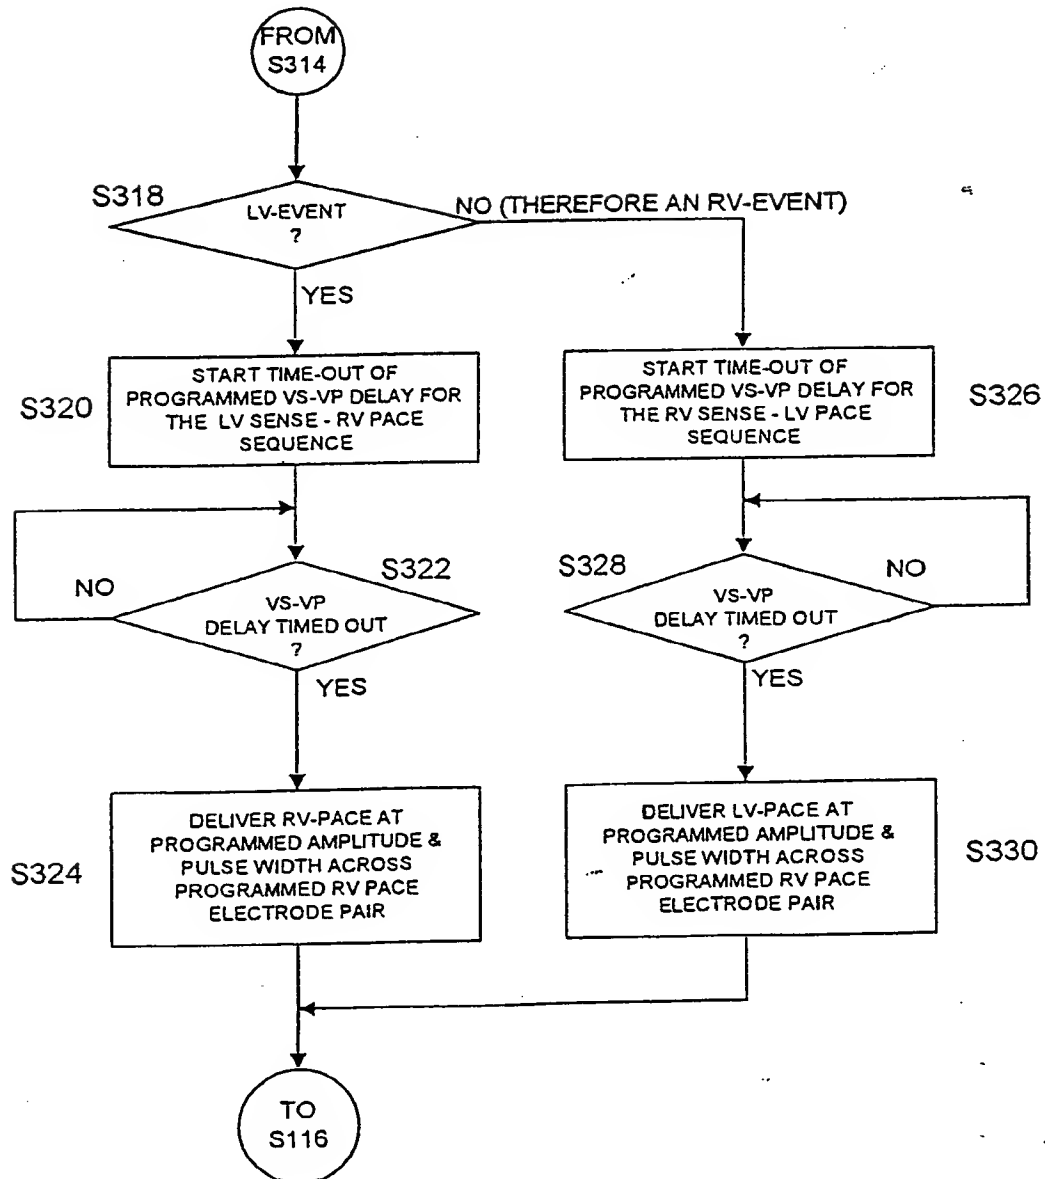 FROM
S314
S318
LV-EVENT
?
NO (THEREFORE AN RV-EVENT)
YES
S320
START TIME-OUT OF
PROGRAMMED VS-VP DELAY FOR
THE LV SENSE - RV PACE
SEQUENCE
START TIME-OUT OF
PROGRAMMED VS-VP DELAY FOR
THE RV SENSE - LV PACE
SEQUENCE
S326
NO
S322
VS-VP
DELAY TIMED OUT
?
YES
S328
NO
VS-VP
DELAY TIMED OUT
?
YES
S324
DELIVER RV-PACE AT
PROGRAMMED AMPLITUDE &
PULSE WIDTH ACROSS
PROGRAMMED RV PACE
ELECTRODE PAIR
DELIVER LV-PACE AT
PROGRAMMED AMPLITUDE &
PULSE WIDTH ACROSS
PROGRAMMED RV PACE
ELECTRODE PAIR
S330
TO
S116